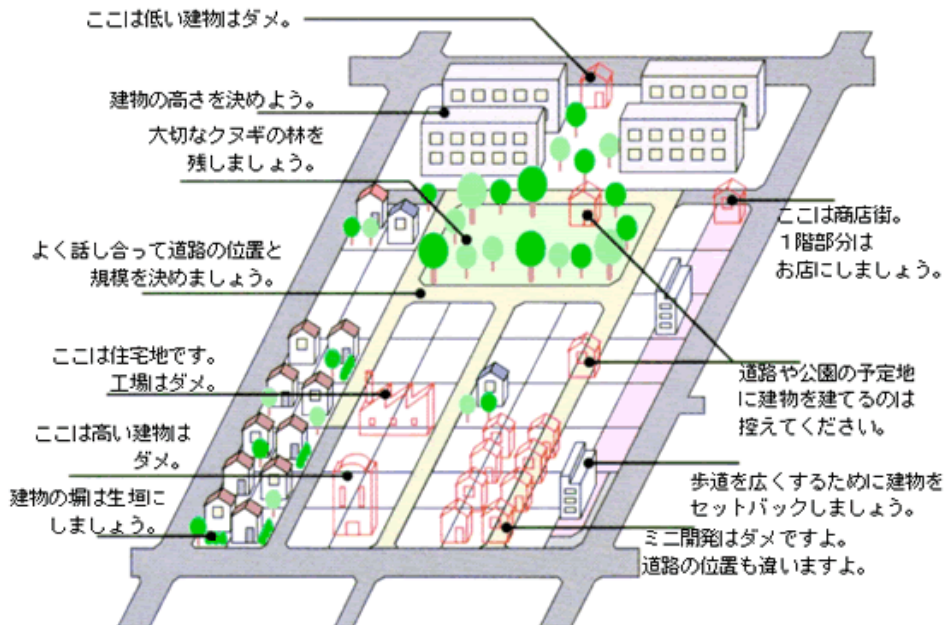 ここは低い建物はダメ。
建物の高さを決めよう。
大切なクヌギの林を
残しましょう。
よく話し合って道路の位置と
規模を決めましょう。
ここは住宅地です。
工場はダメ。
ここは高い建物は
ダメ。
建物の塀は生垣に
しましょう。
ここは商店街。
1階部分は
お店にしましょう。
道路や公園の予定地
に建物を建てるのは
控えてください。
歩道を広くするために建物を
セットバックしましょう。
ミニ開発はダメですよ。
道路の位置も違いますよ。